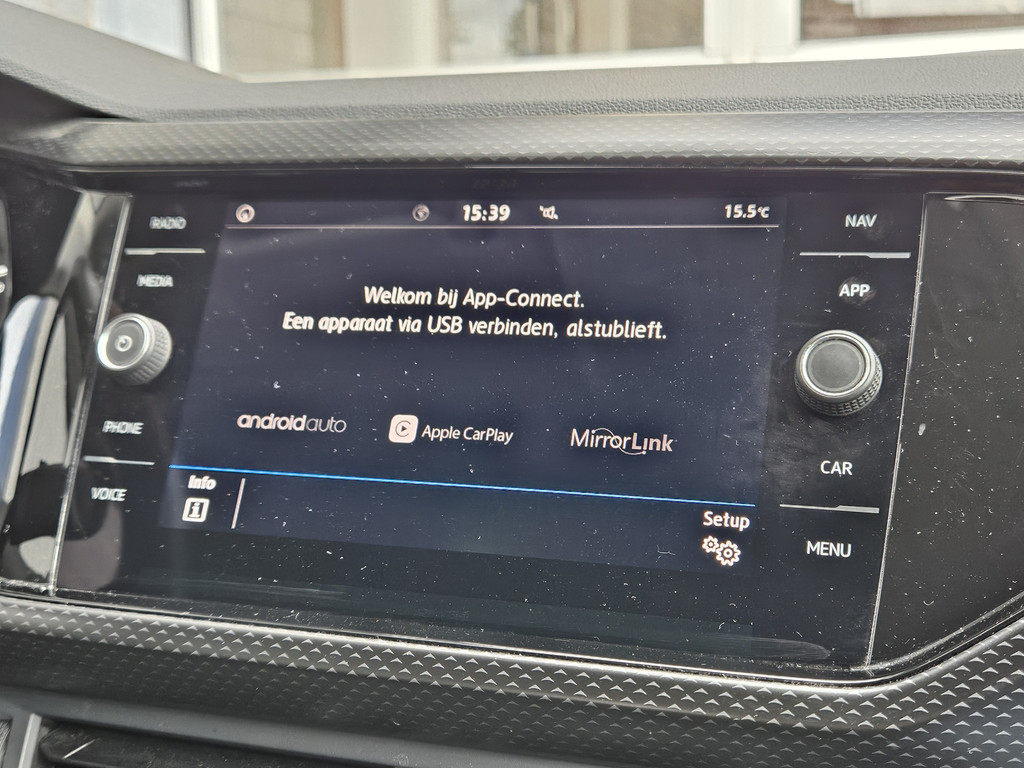 RADIO
MEDIA
PHONE
VOICE
15:39
15.5°C
Welkom bij App-Connect.
Een apparaat via USB verbinden, alstublieft.
androidauto
Apple CarPlay
MirrorLink
Info
Setup
NAV
APP
CAR
MENU